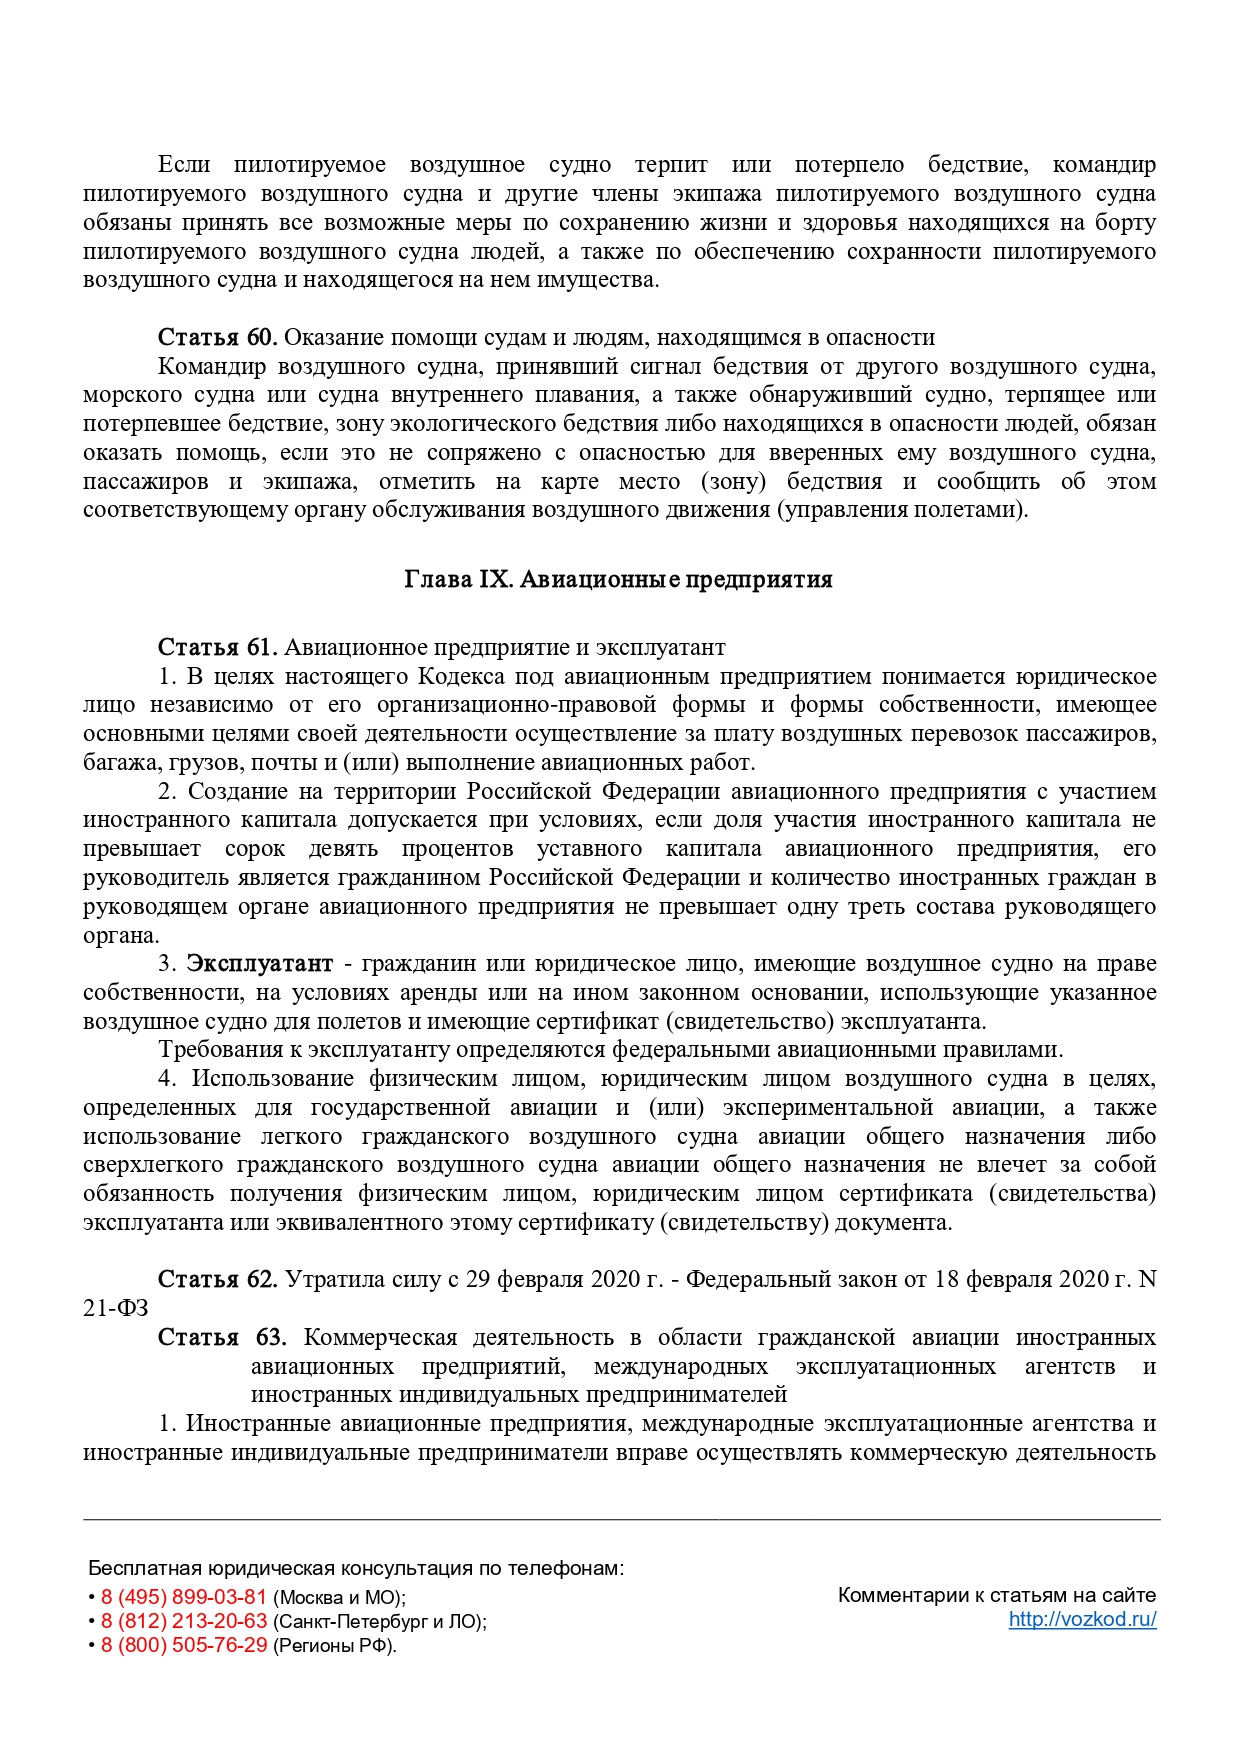 Если пилотируемое воздушное судно терпит или потерпело бедствие, командир
пилотируемого воздушного судна и другие члены экипажа пилотируемого воздушного судна
обязаны принять все возможные меры по сохранению жизни и здоровья находящихся на борту
пилотируемого воздушного судна людей, а также по обеспечению сохранности пилотируемого
воздушного судна и находящегося на нем имущества.
Статья 60. Оказание помощи судам и людям, находящимся в опасности
Командир воздушного судна, принявший сигнал бедствия от другого воздушного судна,
морского судна или судна внутреннего плавания, а также обнаруживший судно, терпящее или
потерпевшее бедствие, зону экологического бедствия либо находящихся в опасности людей, обязан
оказать помощь, если это не сопряжено с опасностью для вверенных ему воздушного судна,
пассажиров и экипажа, отметить на карте место (зону) бедствия и сообщить об этом
соответствующему органу обслуживания воздушного движения (управления полетами).
Глава IX. Авиационные предприятия
Статья 61. Авиационное предприятие и эксплуатант
1. В целях настоящего Кодекса под авиационным предприятием понимается юридическое
лицо независимо от его организационно-правовой формы и формы собственности, имеющее
основными целями своей деятельности осуществление за плату воздушных перевозок пассажиров,
багажа, грузов, почты и (или) выполнение авиационных работ.
2. Создание на территории Российской Федерации авиационного предприятия с участием
иностранного капитала допускается при условиях, если доля участия иностранного капитала не
превышает сорок девять процентов уставного капитала авиационного предприятия, его
руководитель является гражданином Российской Федерации и количество иностранных граждан в
руководящем органе авиационного предприятия не превышает одну треть состава руководящего
органа.
3. Эксплуатант - гражданин или юридическое лицо, имеющие воздушное судно на праве
собственности, на условиях аренды или на ином законном основании, использующие указанное
воздушное судно для полетов и имеющие сертификат (свидетельство) эксплуатанта.
Требования к эксплуатанту определяются федеральными авиационными правилами.
4. Использование физическим лицом, юридическим лицом воздушного судна в целях,
определенных для государственной авиации и (или) экспериментальной авиации, а также
использование легкого гражданского воздушного судна авиации общего назначения либо
сверхлегкого гражданского воздушного судна авиации общего назначения не влечет за собой
обязанность получения физическим лицом, юридическим лицом сертификата (свидетельства)
эксплуатанта или эквивалентного этому сертификату (свидетельству) документа.
Статья 62. Утратила силу с 29 февраля 2020 г. - Федеральный закон от 18 февраля 2020 г. N
21-ФЗ
Статья 63. Коммерческая деятельность в области гражданской авиации иностранных
авиационных предприятий, международных эксплуатационных агентств и
иностранных индивидуальных предпринимателей
1. Иностранные авиационные предприятия, международные эксплуатационные агентства и
иностранные индивидуальные предприниматели вправе осуществлять коммерческую деятельность
Бесплатная юридическая консультация по телефонам:
• 8 (495) 899-03-81 (Москва и МО);
• 8 (812) 213-20-63 (Санкт-Петербург и ЛО);
• 8 (800) 505-76-29 (Регионы РФ).
Комментарии к статьям на сайте
http://vozkod.ru/